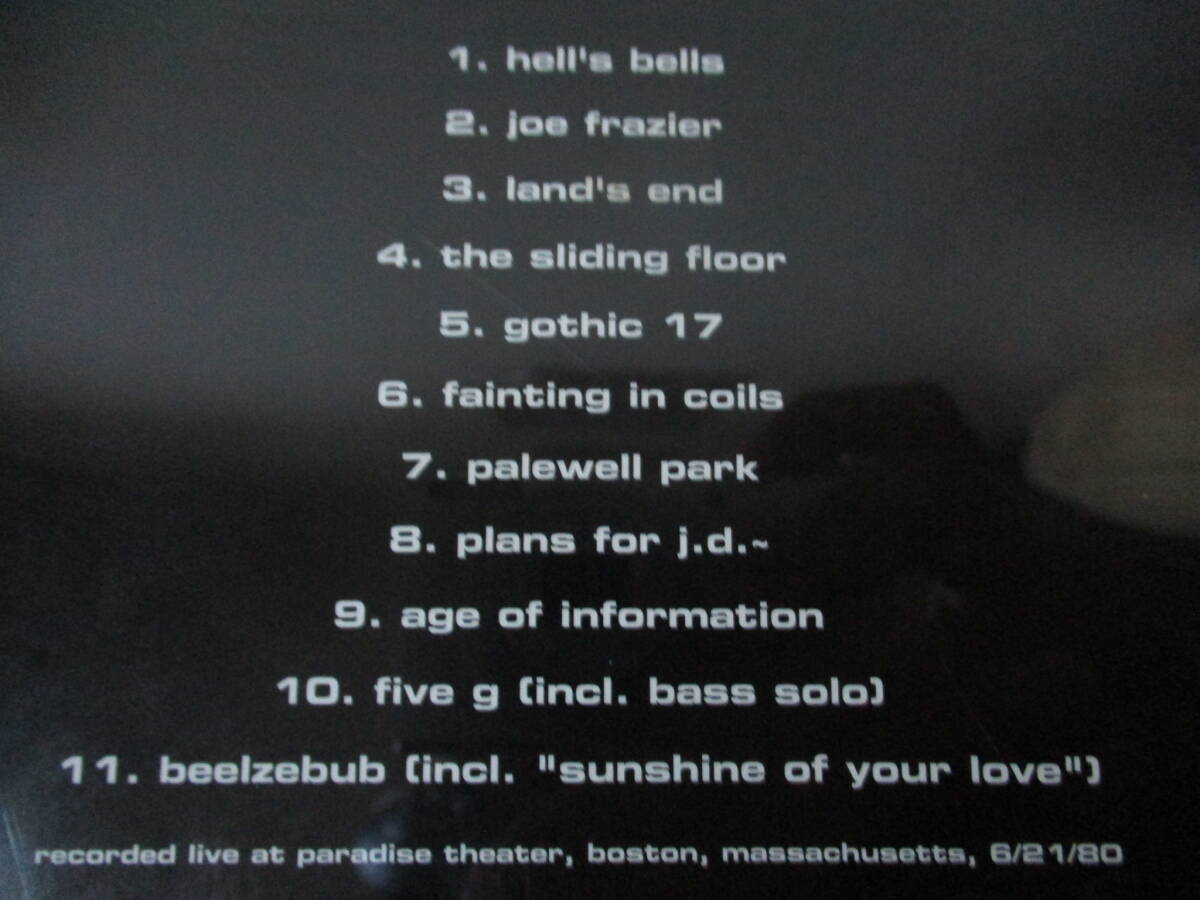 1. hell's bells
2. joe frazier
3. land's end
4. the sliding floor
5. gothic 17
6. fainting in coils
7. palewell park
8. plans for j.d.~
9. age of information
10. five g (incl. bass solo)
11. beelzebub (incl. "sunshine of your love")
recorded live at paradise theater, boston, massachusetts, 6/21/80